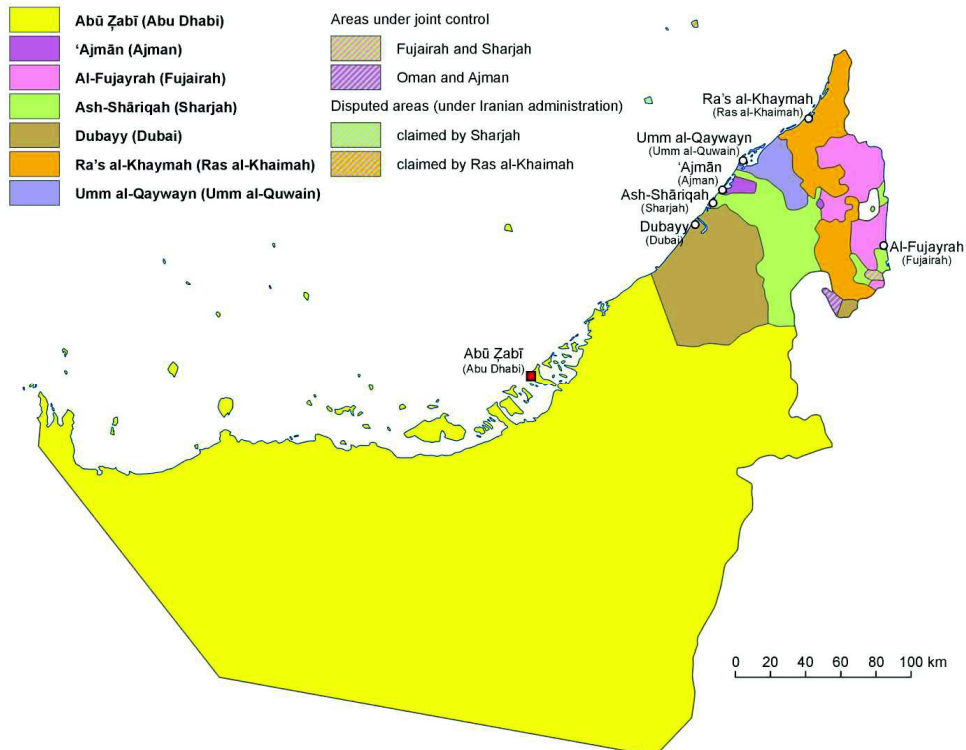 Abū Z̧abī (Abu Dhabi)
‘Ajmān (Ajman)
Al-Fujayrah (Fujairah)
Ash-Shāriqah (Sharjah)
Dubayy (Dubai)
Ra's al-Khaymah (Ras al-Khaimah)
Umm al-Qaywayn (Umm al-Quwain)
Areas under joint control
Fujairah and Sharjah
Oman and Ajman
Disputed areas (under Iranian administration)
claimed by Sharjah
claimed by Ras al-Khaimah
Ra's al-Khaymah
(Ras al-Khaimah)
Umm al-Qaywayn
(Umm al-Quwain)
‘Ajmān
(Ajman)
Ash-Shāriqah
(Sharjah)
Dubayy
(Dubai)
Al-Fujayrah
(Fujairah)
Abū Z̧abī
(Abu Dhabi)
0 20 40 60 80 100 km